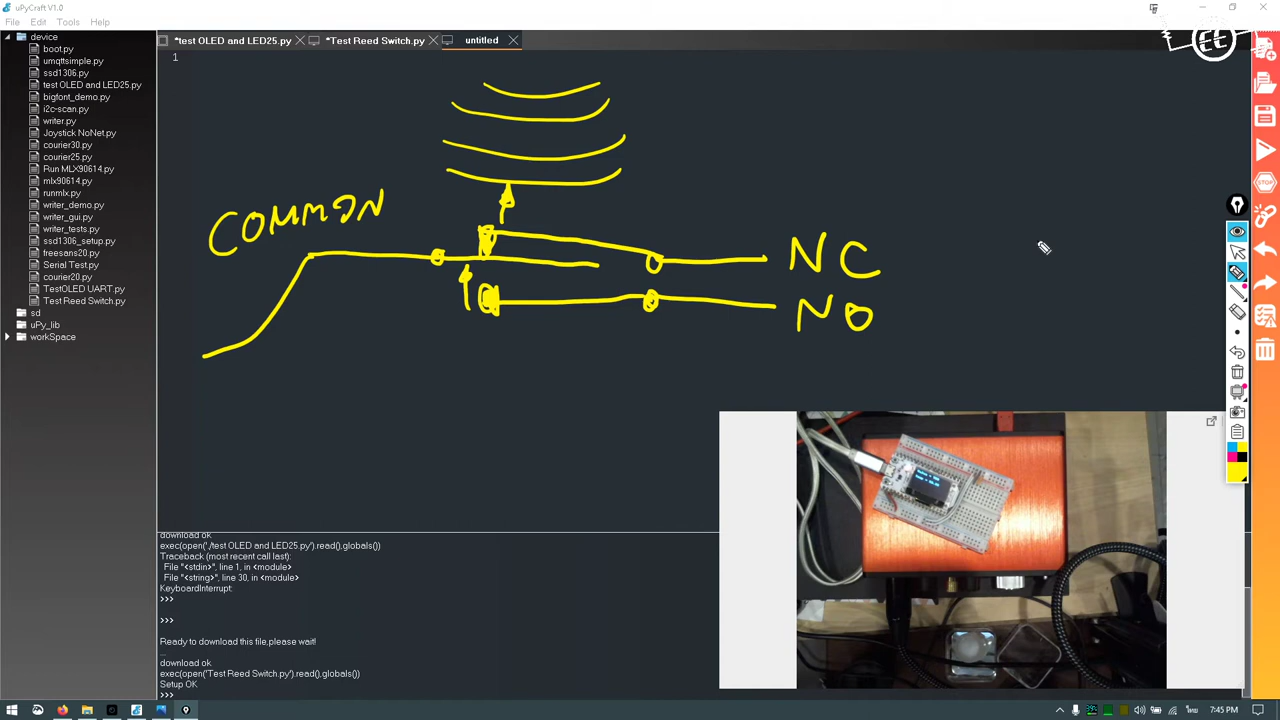 uPyCraft V1.0
File Edit Tools Help
device
boot.py
umqttsimple.py
ssd1306.py
test OLED and LED25.py
bigfont_demo.py
i2c-scan.py
writer.py
Joystick NoNet.py
courier30.py
courier25.py
Run MLX90614.py
mlx90614.py
runmlx.py
writer_demo.py
writer_gui.py
writer_tests.py
ssd1306_setup.py
freesans20.py
Serial Test.py
courier20.py
TestOLED UART.py
Test Reed Switch.py
sd
uPy_lib
workSpace
*test OLED and LED25.py *Test Reed Switch.py untitled
1
COMMON
NC
NO
download ok
exec(open('./test OLED and LED25.py').read(),globals())
Traceback (most recent call last):
File "<stdin>", line 1, in <module>
File "<string>", line 30, in <module>
KeyboardInterrupt:
>>>
>>>
Ready to download this file,please wait!
...
download ok
exec(open('Test Reed Switch.py').read(),globals())
Setup OK
>>>
EE
ไทย 7:45 PM